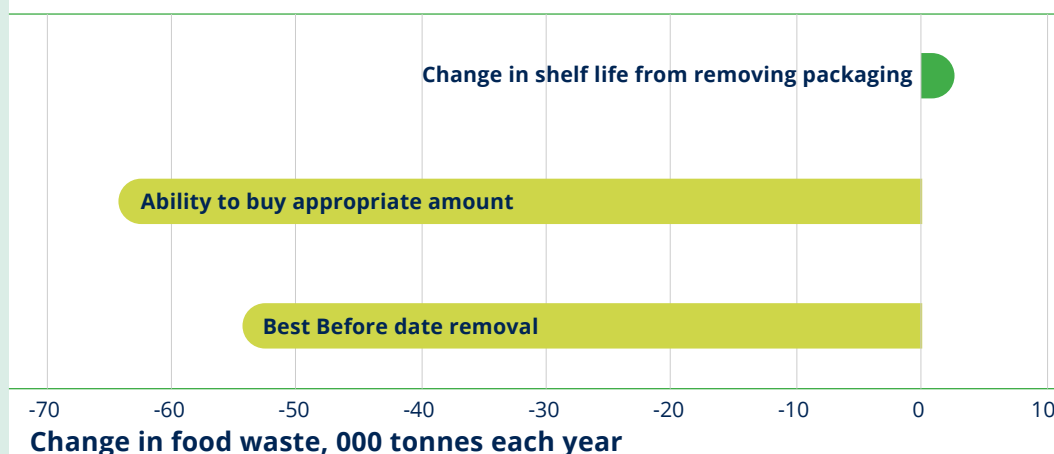 Change in shelf life from removing packaging
Ability to buy appropriate amount
Best Before date removal
-70 -60 -50 -40 -30 -20 -10 0 10
Change in food waste, 000 tonnes each year